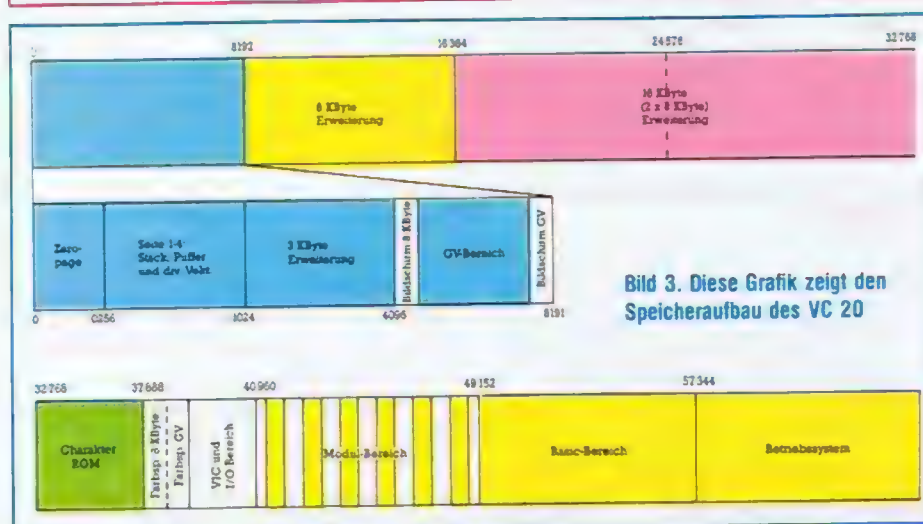 0
8192
16384
24576
32768
8 KByte
Erweiterung
16 KByte
(2 x 8 KByte)
Erweiterung
Zero-
page
Seite 1-4:
Stack, Puffer
und div. Vekt.
3 KByte
Erweiterung
Bildschirm 8 KByte
GV-Bereich
Bildschirm GV
0
0256
1024
4096
8191
Bild 3. Diese Grafik zeigt den
Speicheraufbau des VC 20
32768
37888
40960
49152
57344
Charakter
ROM
Farbsp 8 KByte
Farbsp GV
VIC und
I/O Bereich
Modul-Bereich
Basic-Bereich
Betriebssystem